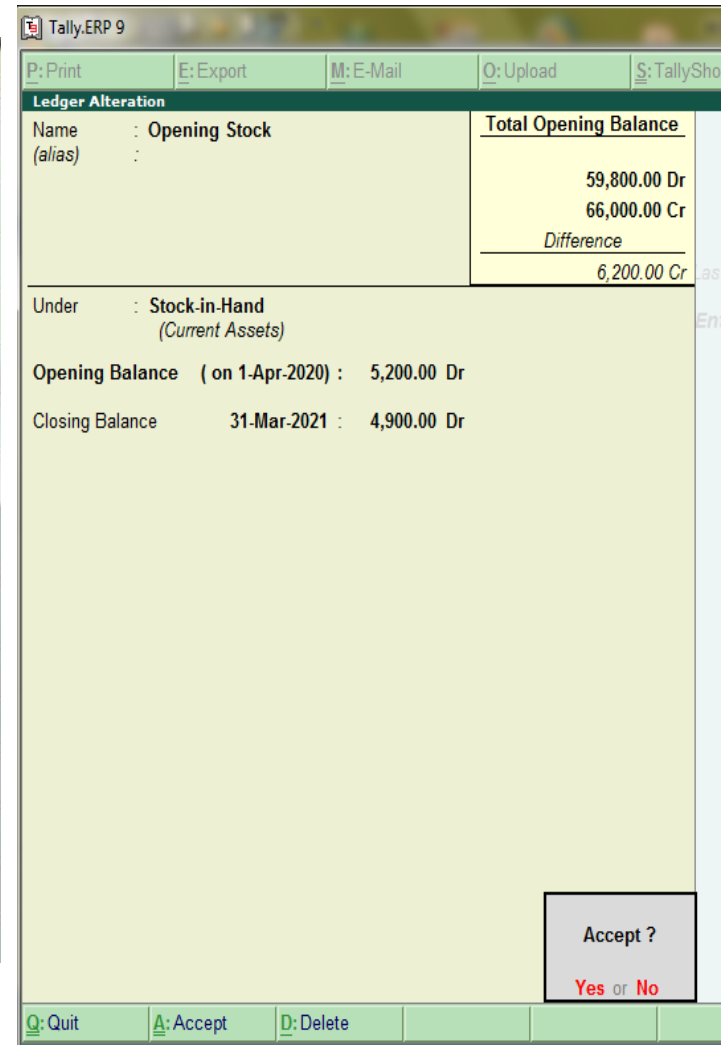 Tally.ERP 9
P: Print E: Export M: E-Mail O: Upload S: TallySho
Ledger Alteration
Name : Opening Stock
(alias) :
Total Opening Balance
59,800.00 Dr
66,000.00 Cr
Difference
6,200.00 Cr
Under : Stock-in-Hand
(Current Assets)
Opening Balance ( on 1-Apr-2020) : 5,200.00 Dr
Closing Balance 31-Mar-2021 : 4,900.00 Dr
Accept ?
Yes or No
Q: Quit A: Accept D: Delete